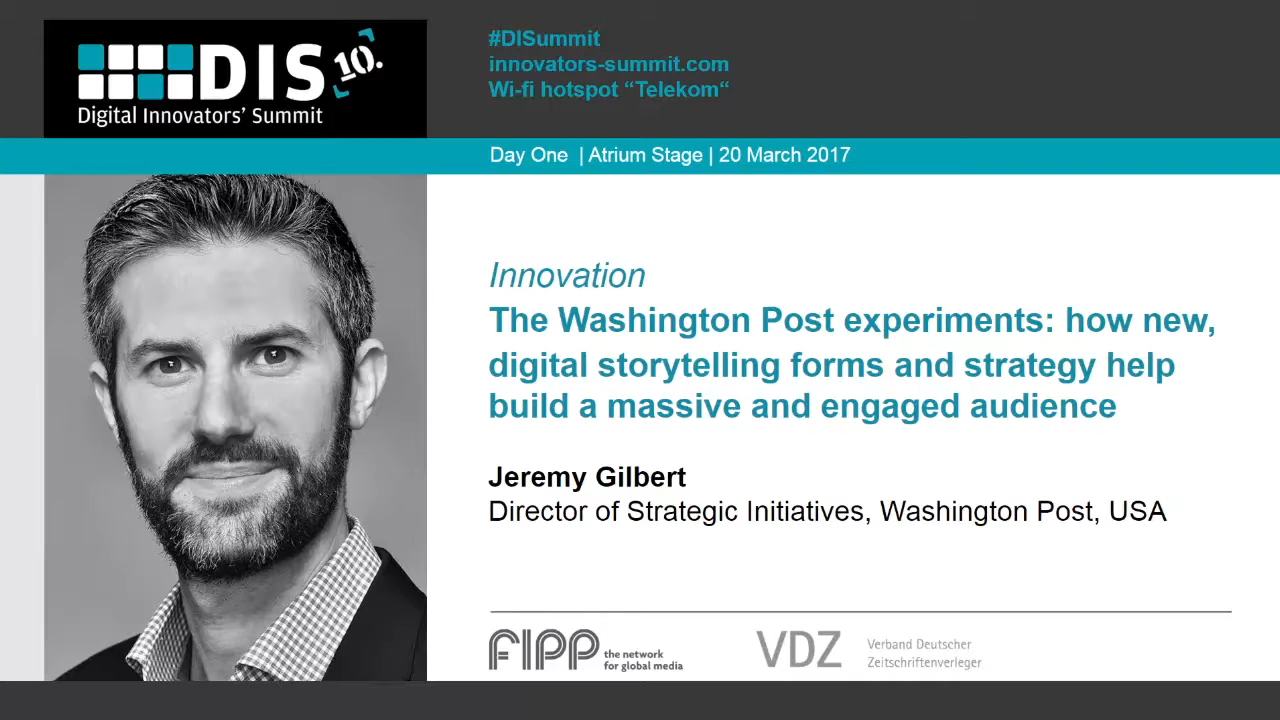 DIS 10.
Digital Innovators’ Summit
#DISummit
innovators-summit.com
Wi-fi hotspot “Telekom“
Day One | Atrium Stage | 20 March 2017
Innovation
The Washington Post experiments: how new,
digital storytelling forms and strategy help
build a massive and engaged audience
Jeremy Gilbert
Director of Strategic Initiatives, Washington Post, USA
FIPP the network
for global media
VDZ Verband Deutscher
Zeitschriftenverleger